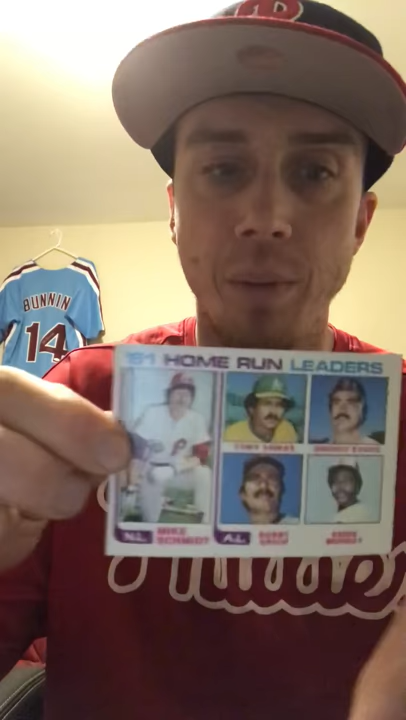 P
BUNNIN
14
'81 HOME RUN LEADERS
TONY ARMAS
DWIGHT EVANS
N.L.
MIKE
SCHMIDT
A.L.
BOBBY
GRICH
EDDIE
MURRAY
Phillies